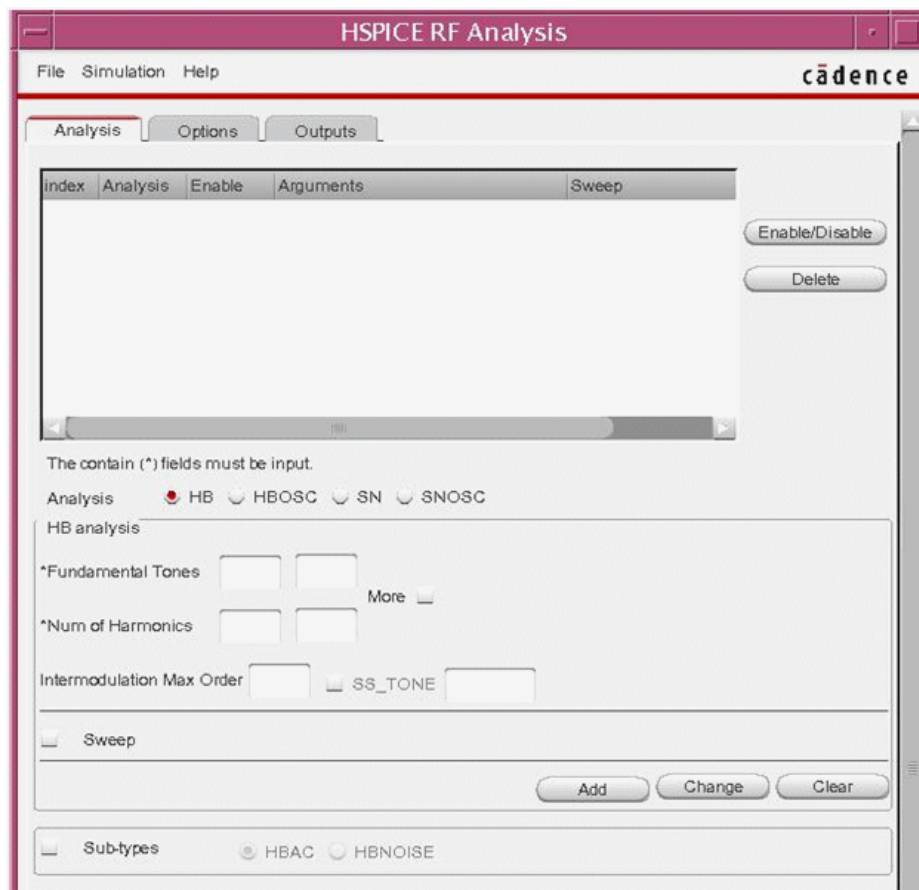 HSPICE RF Analysis
File Simulation Help
cādence
Analysis Options Outputs
index Analysis Enable Arguments Sweep
Enable/Disable
Delete
The contain (*) fields must be input.
Analysis HB HBOSC SN SNOSC
HB analysis
*Fundamental Tones
More
*Num of Harmonics
Intermodulation Max Order SS_TONE
Sweep
Add Change Clear
Sub-types HBAC HBNOISE